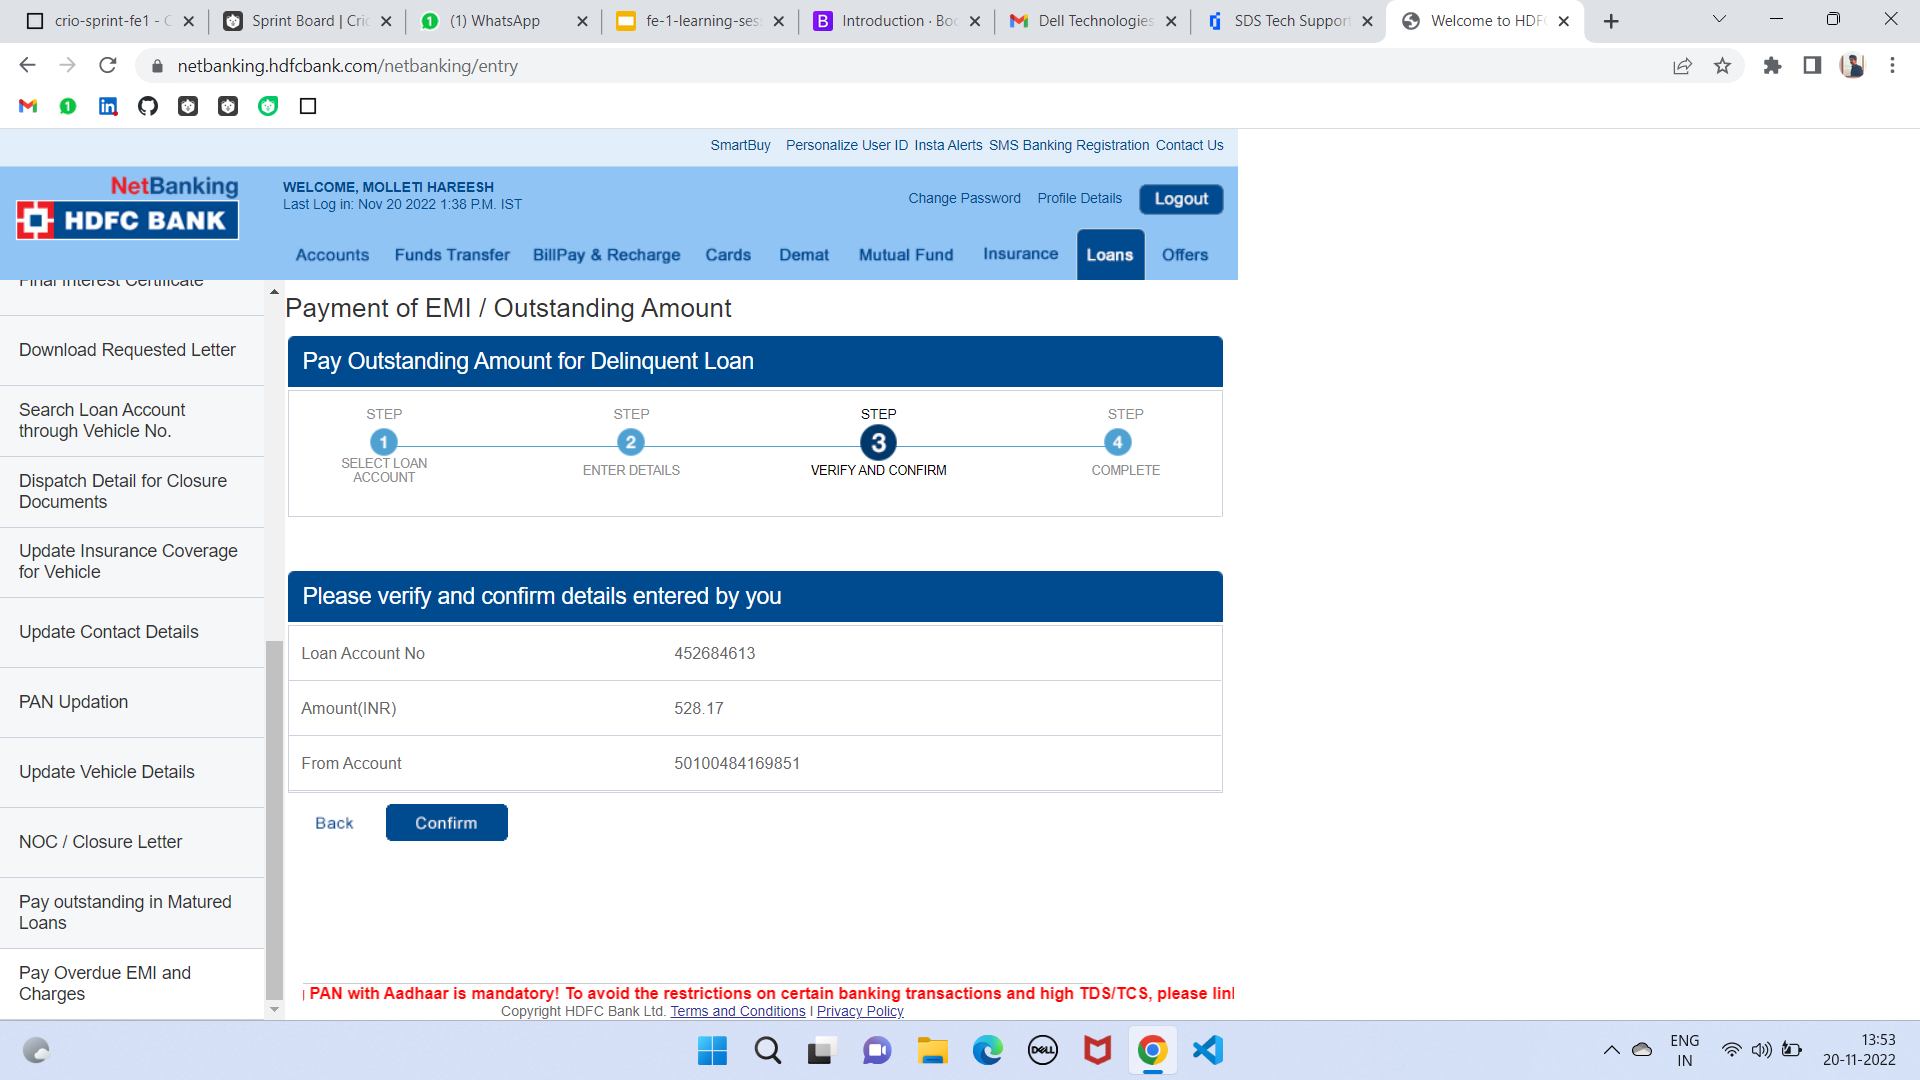 crio-sprint-fe1 - C
Sprint Board | Cric
(1) WhatsApp
fe-1-learning-ses
Introduction · Boo
Dell Technologies
SDS Tech Support
Welcome to HDFC
netbanking.hdfcbank.com/netbanking/entry
SmartBuy Personalize User ID Insta Alerts SMS Banking Registration Contact Us
NetBanking
HDFC BANK
WELCOME, MOLLETI HAREESH
Last Log in: Nov 20 2022 1:38 P.M. IST
Change Password Profile Details Logout
Accounts Funds Transfer BillPay & Recharge Cards Demat Mutual Fund Insurance Loans Offers
Final Interest Certificate
Download Requested Letter
Search Loan Account
through Vehicle No.
Dispatch Detail for Closure
Documents
Update Insurance Coverage
for Vehicle
Update Contact Details
PAN Updation
Update Vehicle Details
NOC / Closure Letter
Pay outstanding in Matured
Loans
Pay Overdue EMI and
Charges
Payment of EMI / Outstanding Amount
Pay Outstanding Amount for Delinquent Loan
STEP STEP STEP STEP
1 2 3 4
SELECT LOAN
ACCOUNT
ENTER DETAILS
VERIFY AND CONFIRM
COMPLETE
Please verify and confirm details entered by you
Loan Account No 452684613
Amount(INR) 528.17
From Account 50100484169851
Back Confirm
PAN with Aadhaar is mandatory! To avoid the restrictions on certain banking transactions and high TDS/TCS, please link
Copyright HDFC Bank Ltd. Terms and Conditions I Privacy Policy
DELL
ENG
IN
13:53
20-11-2022